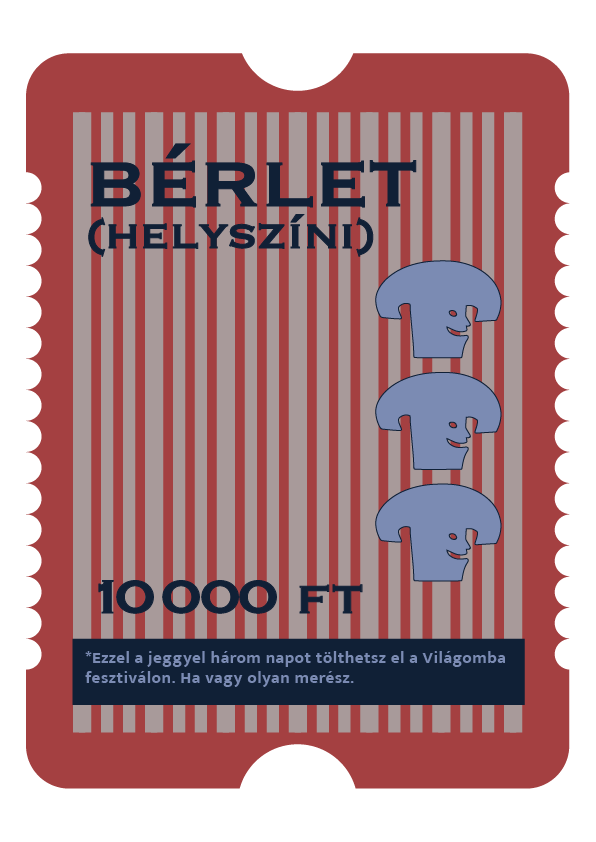 BÉRLET
(HELYSZÍNI)
10 000 FT
*Ezzel a jeggyel három napot tölthetsz el a Világomba
fesztiválon. Ha vagy olyan merész.